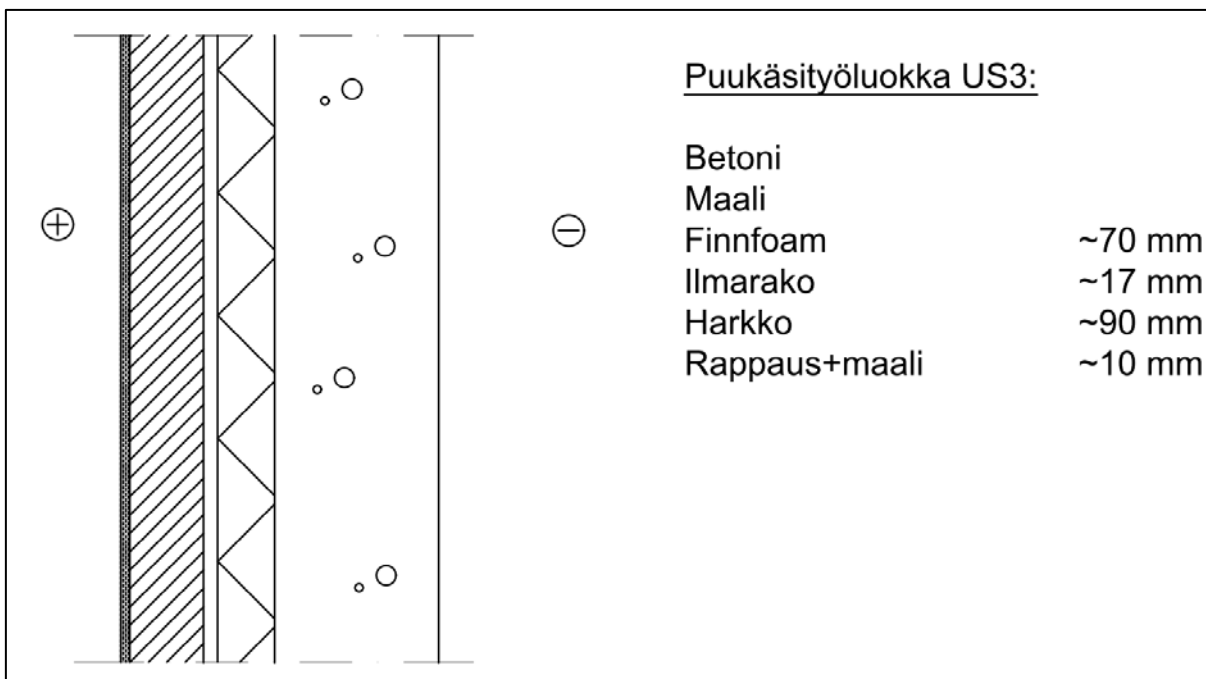 Puukäsityöluokka US3:
Betoni
Maali
Finnfoam ~70 mm
Ilmarako ~17 mm
Harkko ~90 mm
Rappaus+maali ~10 mm